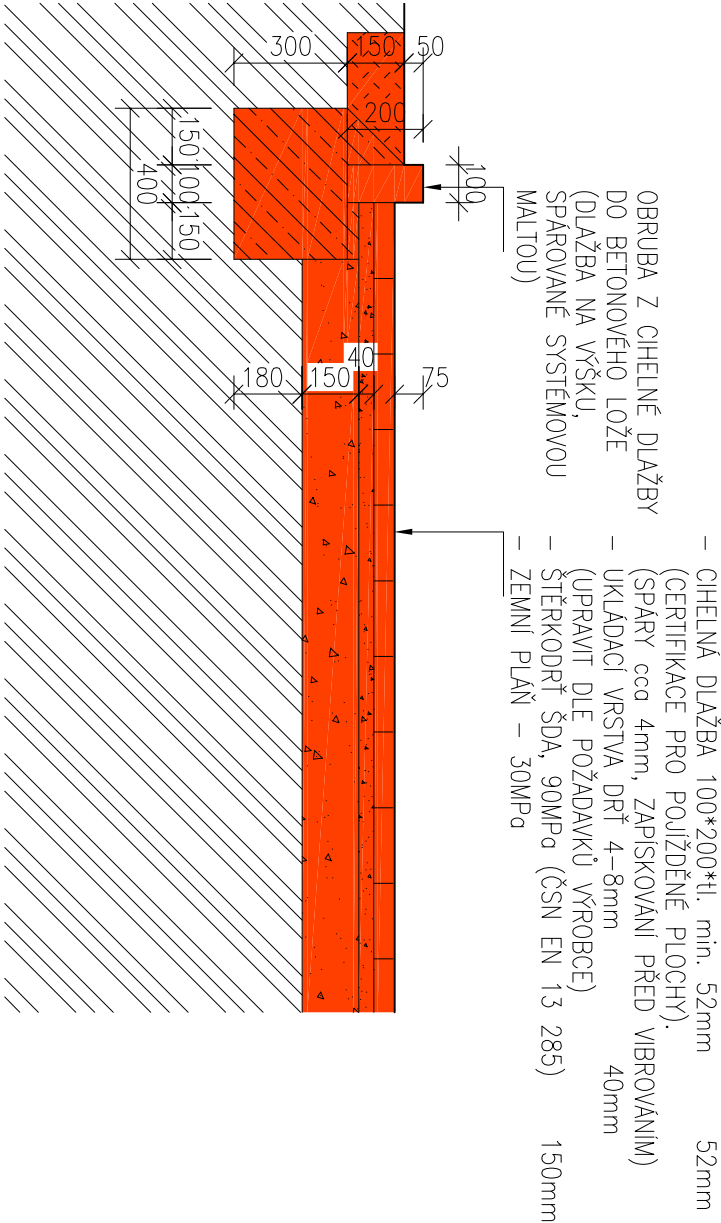 - CIHELNÁ DLAŽBA 100*200*tl. min. 52mm 52mm
(CERTIFIKACE PRO POJÍŽDĚNÉ PLOCHY).
(SPÁRY cca 4mm, ZAPÍSKOVÁNÍ PŘED VIBROVÁNÍM)
- UKLÁDACÍ VRSTVA DRŤ 4-8mm 40mm
(UPRAVIT DLE POŽADAVKŮ VÝROBCE)
- ŠTĚRKODRŤ ŠDA, 90MPa (ČSN EN 13 285) 150mm
- ZEMNÍ PLÁŇ - 30MPa
OBRUBA Z CIHELNÉ DLAŽBY
DO BETONOVÉHO LOŽE
(DLAŽBA NA VÝŠKU,
SPÁROVANÉ SYSTÉMOVOU
MALTOU)
100
50
150
300
200
75
40
150
180
150
100
150
400